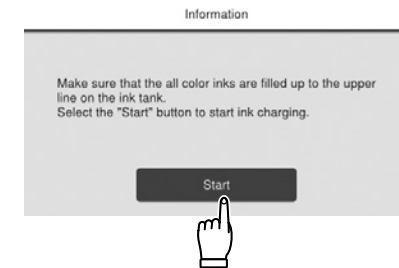 Information
Make sure that the all color inks are filled up to the upper
line on the ink tank.
Select the "Start" button to start ink charging.
Start